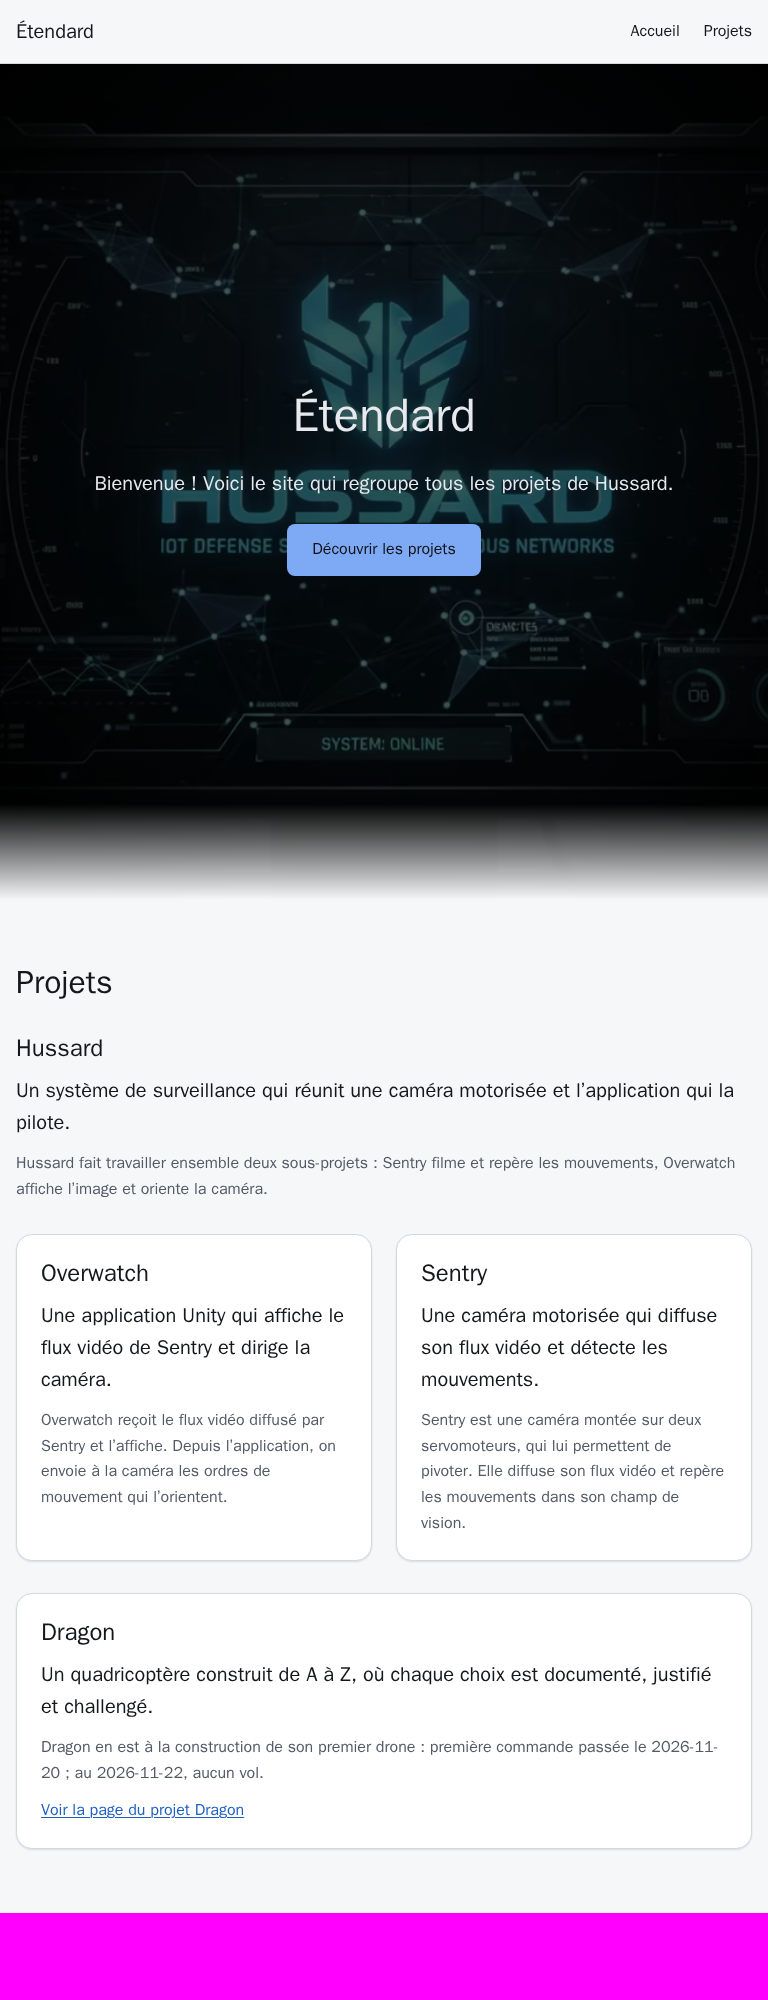 Étendard
Accueil Projets
Étendard
Bienvenue ! Voici le site qui regroupe tous les projets de Hussard.
HUSSARD
Découvrir les projets
SYSTEM: ONLINE
Projets
Hussard
Un système de surveillance qui réunit une caméra motorisée et l’application qui la
pilote.
Hussard fait travailler ensemble deux sous-projets : Sentry filme et repère les mouvements, Overwatch
affiche l’image et oriente la caméra.
Overwatch
Une application Unity qui affiche le
flux vidéo de Sentry et dirige la
caméra.
Overwatch reçoit le flux vidéo diffusé par
Sentry et l’affiche. Depuis l’application, on
envoie à la caméra les ordres de
mouvement qui l’orientent.
Sentry
Une caméra motorisée qui diffuse
son flux vidéo et détecte les
mouvements.
Sentry est une caméra montée sur deux
servomoteurs, qui lui permettent de
pivoter. Elle diffuse son flux vidéo et repère
les mouvements dans son champ de
vision.
Dragon
Un quadricoptère construit de A à Z, où chaque choix est documenté, justifié
et challengé.
Dragon en est à la construction de son premier drone : première commande passée le 2026-11-
20 ; au 2026-11-22, aucun vol.
Voir la page du projet Dragon